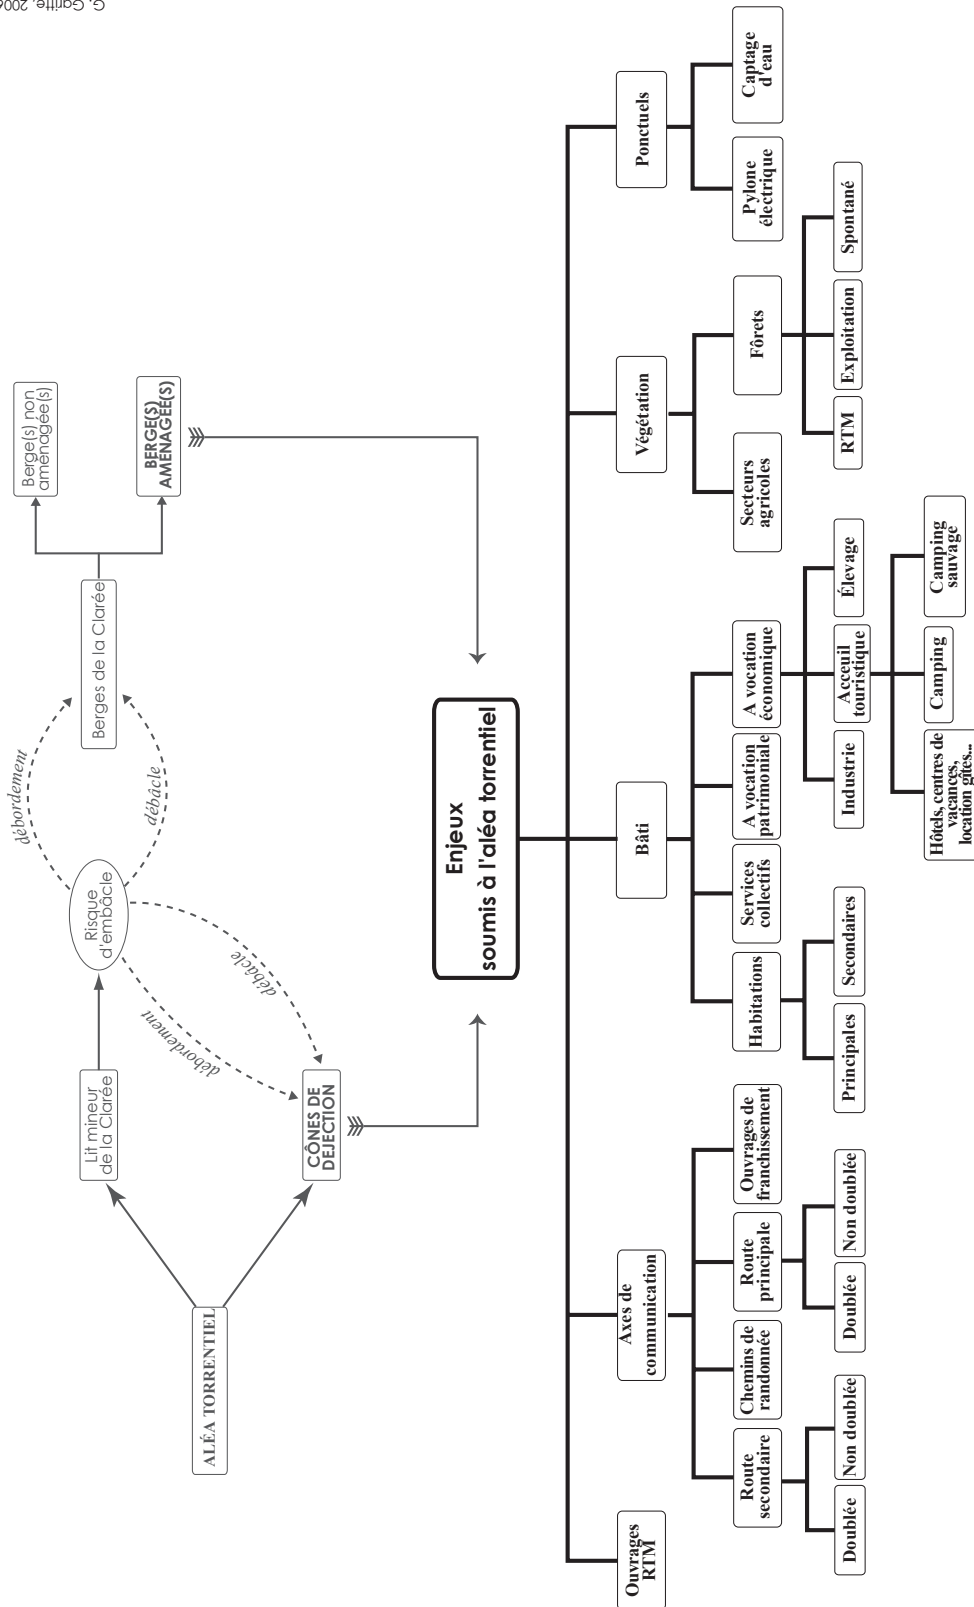 G. Garitte, 2006
ALÉA TORRENTIEL
Lit mineur
de la Clarée
Risque
d'embâcle
débordement
débâcle
débordement
débâcle
Berges de la Clarée
Berge(s) non
aménagée(s)
BERGE(S)
AMENAGÉE(S)
CÔNES DE
DEJECTION
Enjeux
soumis à l'aléa torrentiel
Ouvrages
RTM
Axes de
communication
Bâti
Végétation
Ponctuels
Route
secondaire
Chemins de
randonnée
Route
principale
Ouvrages de
franchissement
Habitations
Services
collectifs
A vocation
patrimoniale
A vocation
économique
Secteurs
agricoles
Fôrets
Pylone
électrique
Captage
d'eau
Doublée
Non doublée
Doublée
Non doublée
Principales
Secondaires
Industrie
Acceuil
touristique
Élevage
RTM
Exploitation
Spontané
Hôtels, centres de
vacances,
location gîtes...
Camping
Camping
sauvage